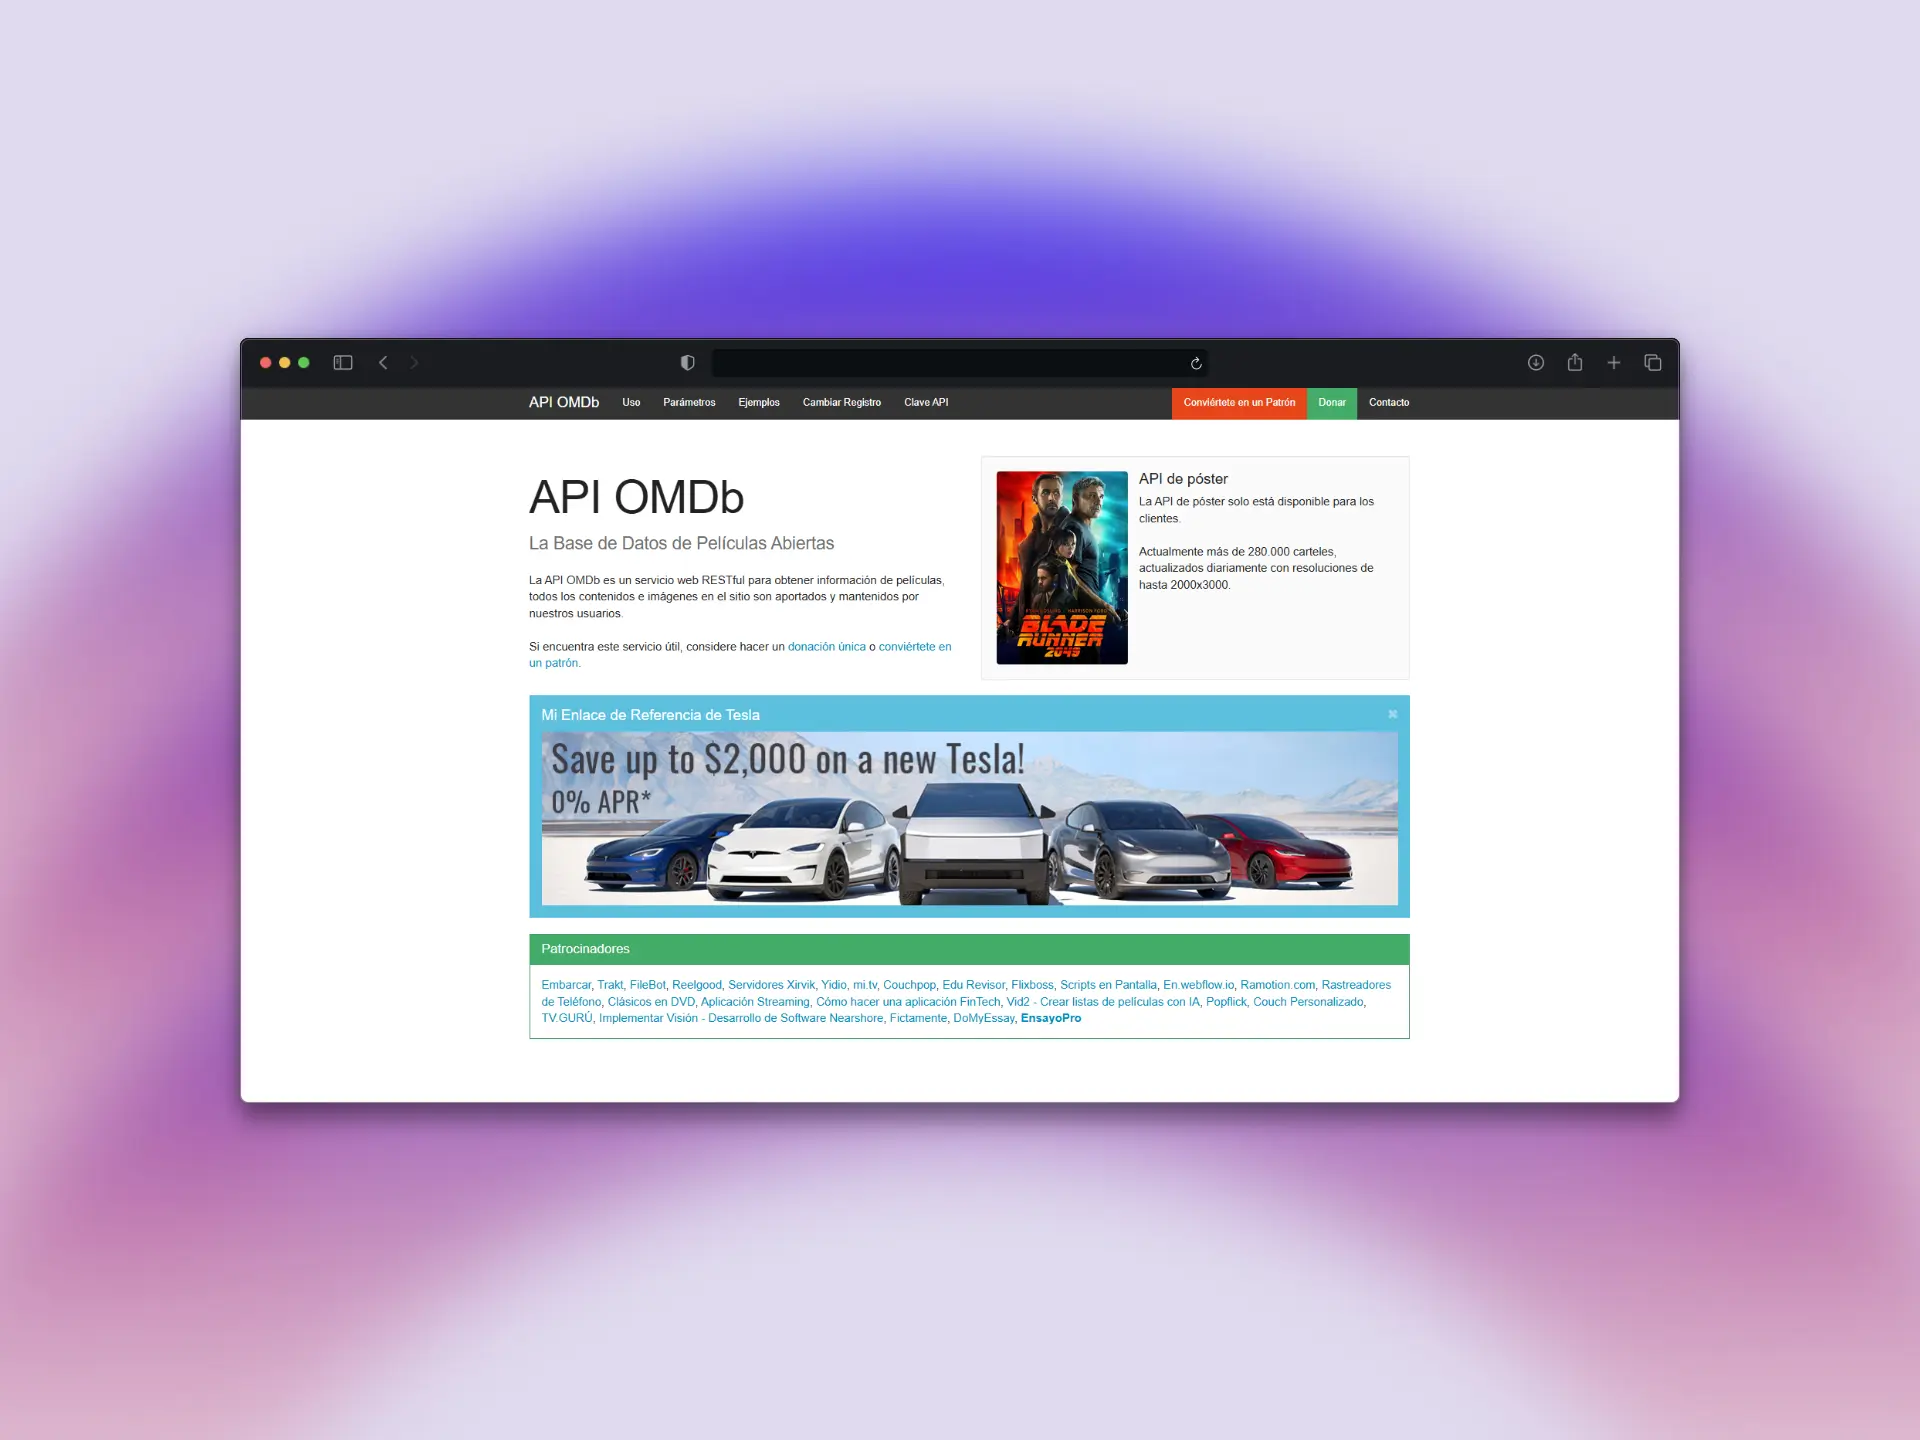 API OMDb Uso Parámetros Ejemplos Cambiar Registro Clave API Conviértete en un Patrón Donar Contacto
API OMDb
La Base de Datos de Películas Abiertas
La API OMDb es un servicio web RESTful para obtener información de películas,
todos los contenidos e imágenes en el sitio son aportados y mantenidos por
nuestros usuarios.
Si encuentra este servicio útil, considere hacer un donación única o conviértete en
un patrón.
API de póster
La API de póster solo está disponible para los
clientes.
Actualmente más de 280.000 carteles,
actualizados diariamente con resoluciones de
hasta 2000x3000.
HARRISON FORD
BLADE
RUNNER
2049
Mi Enlace de Referencia de Tesla
Save up to $2,000 on a new Tesla!
0% APR*
Patrocinadores
Embarcar, Trakt, FileBot, Reelgood, Servidores Xirvik, Yidio, mi.tv, Couchpop, Edu Revisor, Flixboss, Scripts en Pantalla, En.webflow.io, Ramotion.com, Rastreadores
de Teléfono, Clásicos en DVD, Aplicación Streaming, Cómo hacer una aplicación FinTech, Vid2 - Crear listas de películas con IA, Popflick, Couch Personalizado,
TV.GURÚ, Implementar Visión - Desarrollo de Software Nearshore, Fictamente, DoMyEssay, EnsayoPro